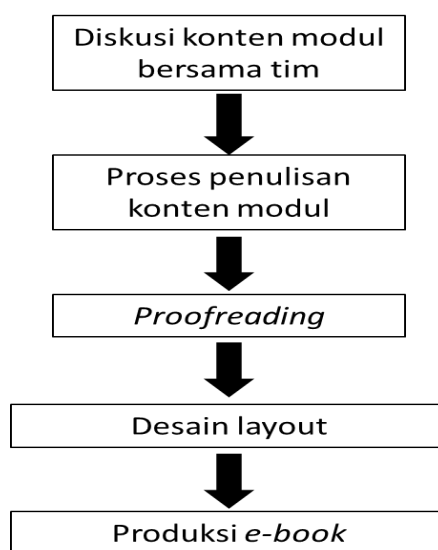 Diskusi konten modul
bersama tim
Proses penulisan
konten modul
Proofreading
Desain layout
Produksi e-book